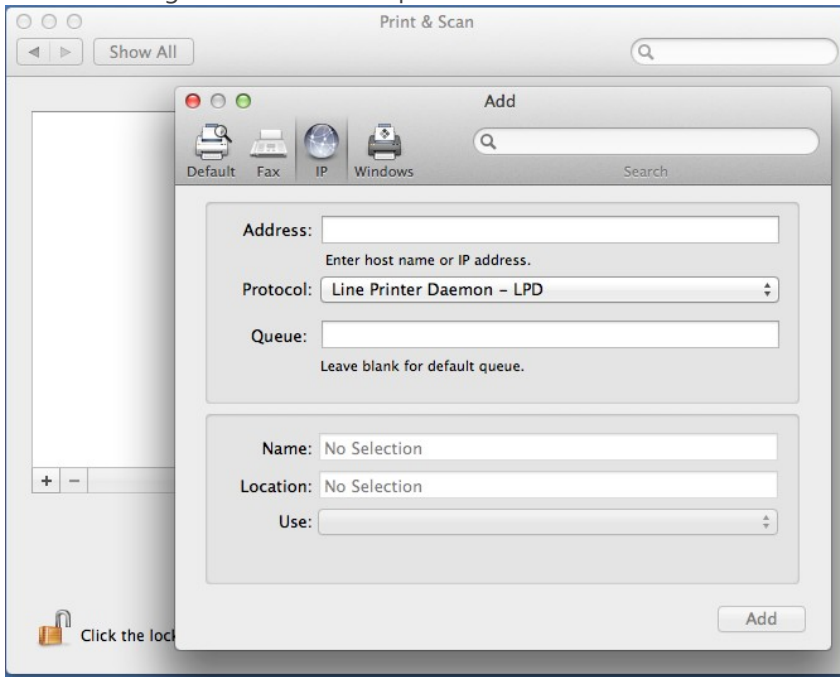 Print & Scan
Show All
Add
Default Fax IP Windows
Search
Address:
Enter host name or IP address.
Protocol: Line Printer Daemon – LPD
Queue:
Leave blank for default queue.
Name: No Selection
Location: No Selection
Use:
+ −
Click the lock
Add